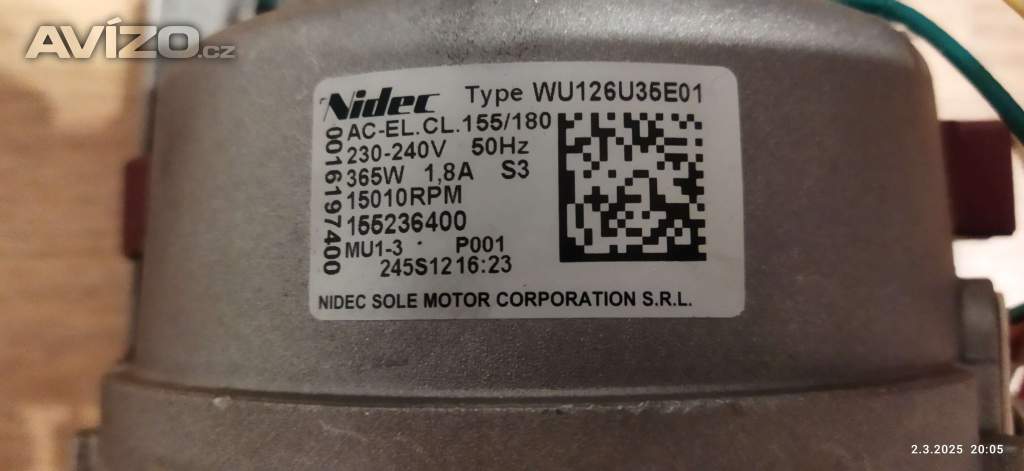 AVÍZO.cz
Nidec Type WU126U35E01
AC-EL.CL.155/180
230-240V 50Hz
365W 1,8A S3
15010RPM
155236400
MU1-3 P001
245S12 16:23
0016197400
NIDEC SOLE MOTOR CORPORATION S.R.L.
2.3.2025 20:05